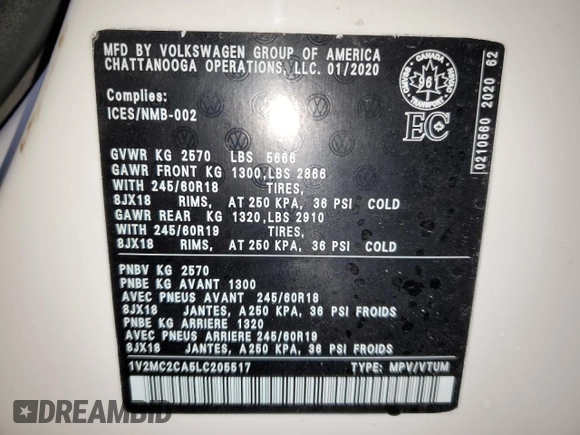 MFD BY VOLKSWAGEN GROUP OF AMERICA
CHATTANOOGA OPERATIONS, LLC. 01/2020
Complies:
ICES/NMB-002
CANADA
96
TRANSPORT
EC
0210560 2020 62
GVWR KG 2570 LBS 5666
GAWR FRONT KG 1300, LBS 2866
WITH 245/60R18 TIRES,
8JX18 RIMS, AT 250 KPA, 36 PSI COLD
GAWR REAR KG 1320, LBS 2910
WITH 245/60R19 TIRES,
8JX18 RIMS, AT 250 KPA, 36 PSI COLD
PNBV KG 2570
PNBE KG AVANT 1300
AVEC PNEUS AVANT 245/60R18
8JX18 JANTES, A 250 KPA, 36 PSI FROIDS
PNBE KG ARRIERE 1320
AVEC PNEUS ARRIERE 245/60R19
8JX18 JANTES, A 250 KPA, 36 PSI FROIDS
1V2MC2CA5LC205517 TYPE: MPV/VTUM
DREAMBID